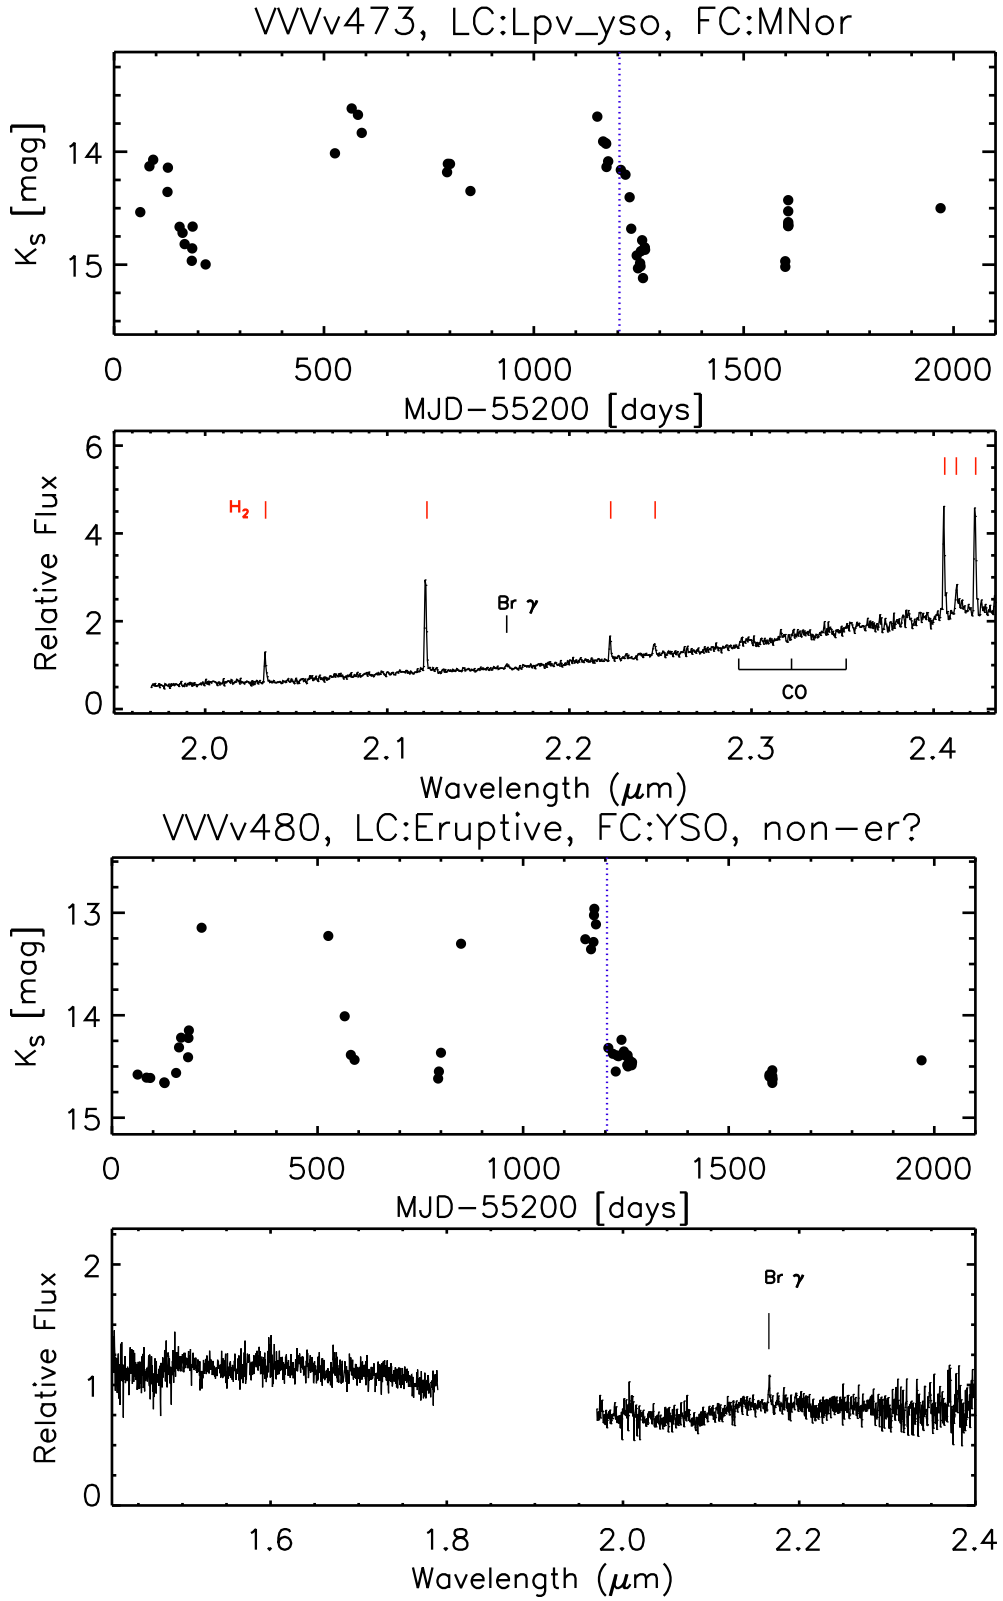 VVVv473, LC:Lpv_yso, FC:MNor
14
15
Ks [mag]
0 500 1000 1500 2000
MJD-55200 [days]
6
4
2
0
Relative Flux
H2
Br γ
CO
2.0 2.1 2.2 2.3 2.4
Wavelength (μm)
VVVv480, LC:Eruptive, FC:YSO, non-er?
13
14
15
Ks [mag]
0 500 1000 1500 2000
MJD-55200 [days]
2
1
0
Relative Flux
Br γ
1.6 1.8 2.0 2.2 2.4
Wavelength (μm)